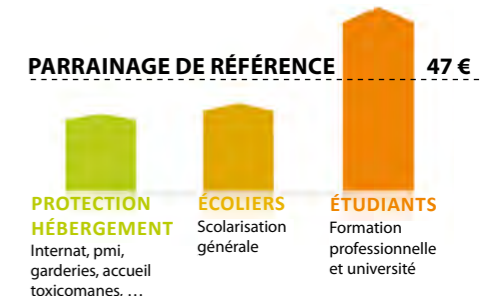 PARRAINAGE DE RÉFÉRENCE 47 €
PROTECTION
HÉBERGEMENT
Internat, pmi,
garderies, accueil
toxicomanes, …
ÉCOLIERS
Scolarisation
générale
ÉTUDIANTS
Formation
professionnelle
et université